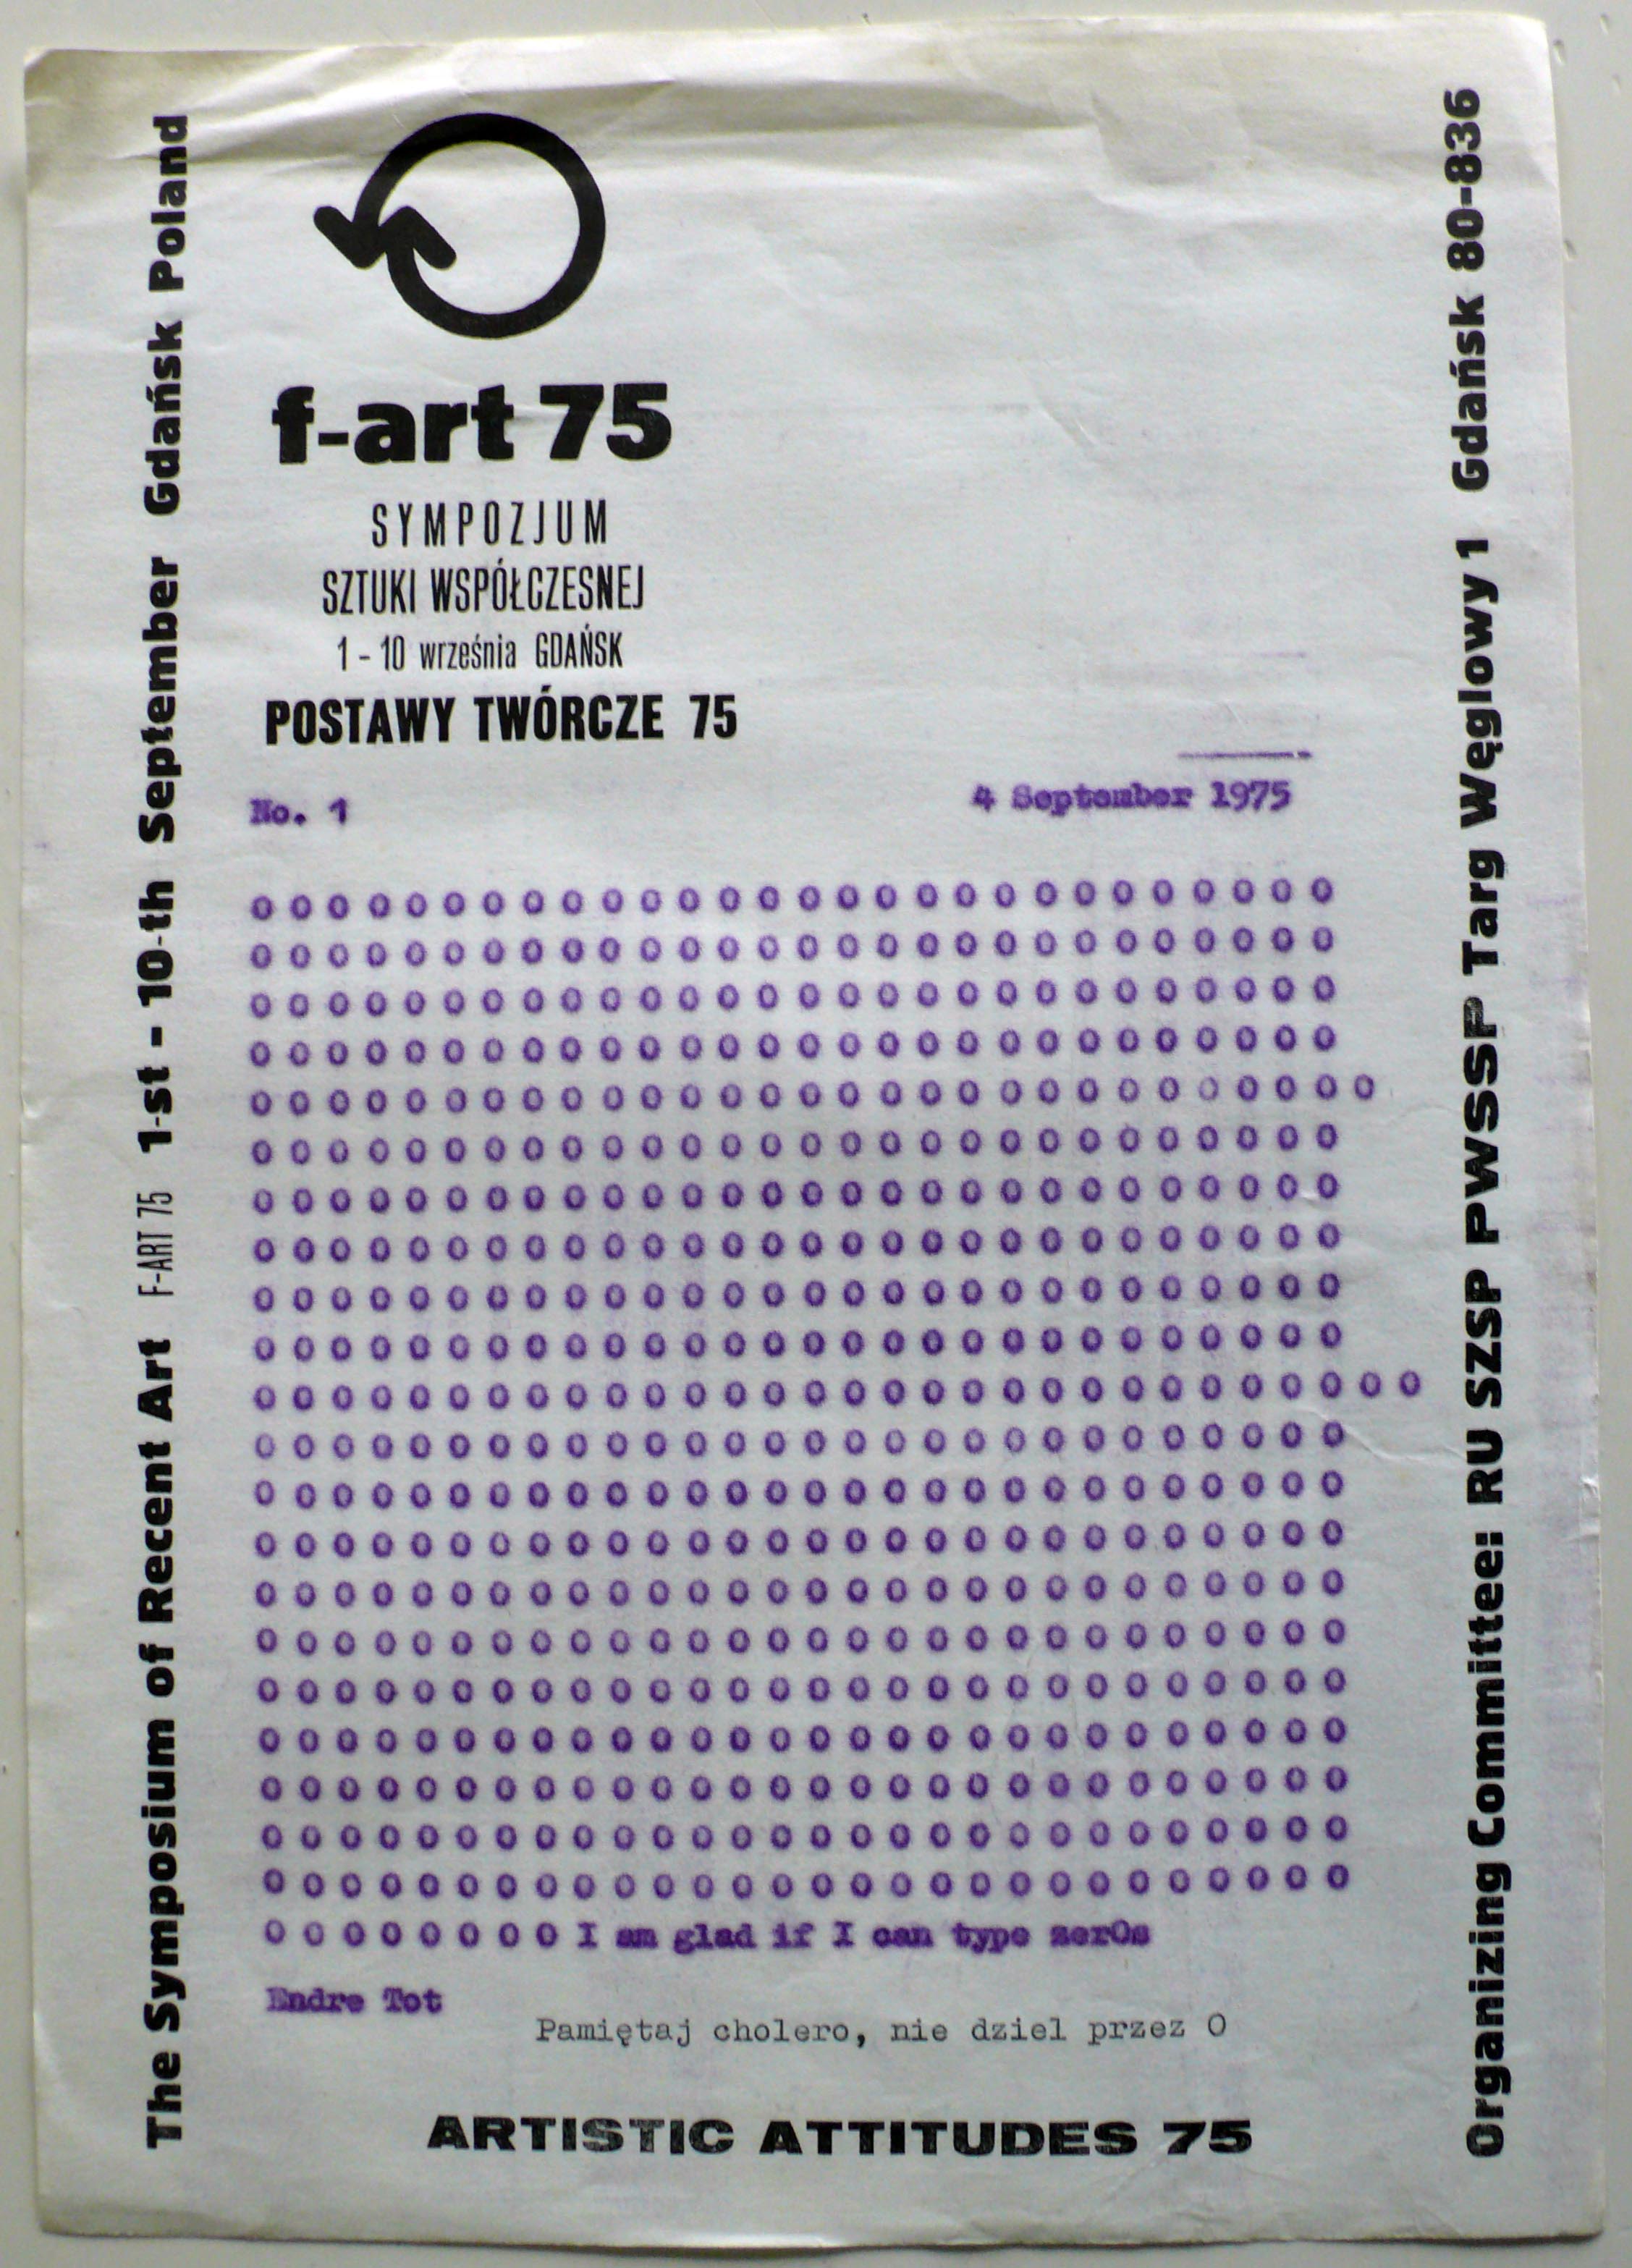 The Symposium of Recent Art F-ART 75 1-st - 10-th September Gdańsk Poland
f-art 75
SYMPOZJUM
SZTUKI WSPÓŁCZESNEJ
1 - 10 września GDAŃSK
POSTAWY TWÓRCZE 75
No. 1
4 September 1975
0 0 0 0 0 0 0 0 0 0 0 0 0 0 0 0 0 0 0 0 0 0 0 0 0 0 0 0
0 0 0 0 0 0 0 0 0 0 0 0 0 0 0 0 0 0 0 0 0 0 0 0 0 0 0 0
0 0 0 0 0 0 0 0 0 0 0 0 0 0 0 0 0 0 0 0 0 0 0 0 0 0 0 0
0 0 0 0 0 0 0 0 0 0 0 0 0 0 0 0 0 0 0 0 0 0 0 0 0 0 0 0
0 0 0 0 0 0 0 0 0 0 0 0 0 0 0 0 0 0 0 0 0 0 0 0 0 0 0 0 0
0 0 0 0 0 0 0 0 0 0 0 0 0 0 0 0 0 0 0 0 0 0 0 0 0 0 0 0
0 0 0 0 0 0 0 0 0 0 0 0 0 0 0 0 0 0 0 0 0 0 0 0 0 0 0 0
0 0 0 0 0 0 0 0 0 0 0 0 0 0 0 0 0 0 0 0 0 0 0 0 0 0 0 0
0 0 0 0 0 0 0 0 0 0 0 0 0 0 0 0 0 0 0 0 0 0 0 0 0 0 0 0
0 0 0 0 0 0 0 0 0 0 0 0 0 0 0 0 0 0 0 0 0 0 0 0 0 0 0 0
0 0 0 0 0 0 0 0 0 0 0 0 0 0 0 0 0 0 0 0 0 0 0 0 0 0 0 0 0 0
0 0 0 0 0 0 0 0 0 0 0 0 0 0 0 0 0 0 0 0 0 0 0 0 0 0 0 0
0 0 0 0 0 0 0 0 0 0 0 0 0 0 0 0 0 0 0 0 0 0 0 0 0 0 0 0
0 0 0 0 0 0 0 0 0 0 0 0 0 0 0 0 0 0 0 0 0 0 0 0 0 0 0 0
0 0 0 0 0 0 0 0 0 0 0 0 0 0 0 0 0 0 0 0 0 0 0 0 0 0 0 0
0 0 0 0 0 0 0 0 0 0 0 0 0 0 0 0 0 0 0 0 0 0 0 0 0 0 0 0
0 0 0 0 0 0 0 0 0 0 0 0 0 0 0 0 0 0 0 0 0 0 0 0 0 0 0 0
0 0 0 0 0 0 0 0 0 0 0 0 0 0 0 0 0 0 0 0 0 0 0 0 0 0 0 0
0 0 0 0 0 0 0 0 0 0 0 0 0 0 0 0 0 0 0 0 0 0 0 0 0 0 0 0
0 0 0 0 0 0 0 0 0 0 0 0 0 0 0 0 0 0 0 0 0 0 0 0 0 0 0 0
0 0 0 0 0 0 0 0 0 0 0 0 0 0 0 0 0 0 0 0 0 0 0 0 0 0 0 0
0 0 0 0 0 0 0 0 I am glad if I can type zer0s
Endre Tot
Pamiętaj cholero, nie dziel przez 0
ARTISTIC ATTITUDES 75
Organizing Committee: RU SZSP PWSSP Targ Węglowy 1 Gdańsk 80-836